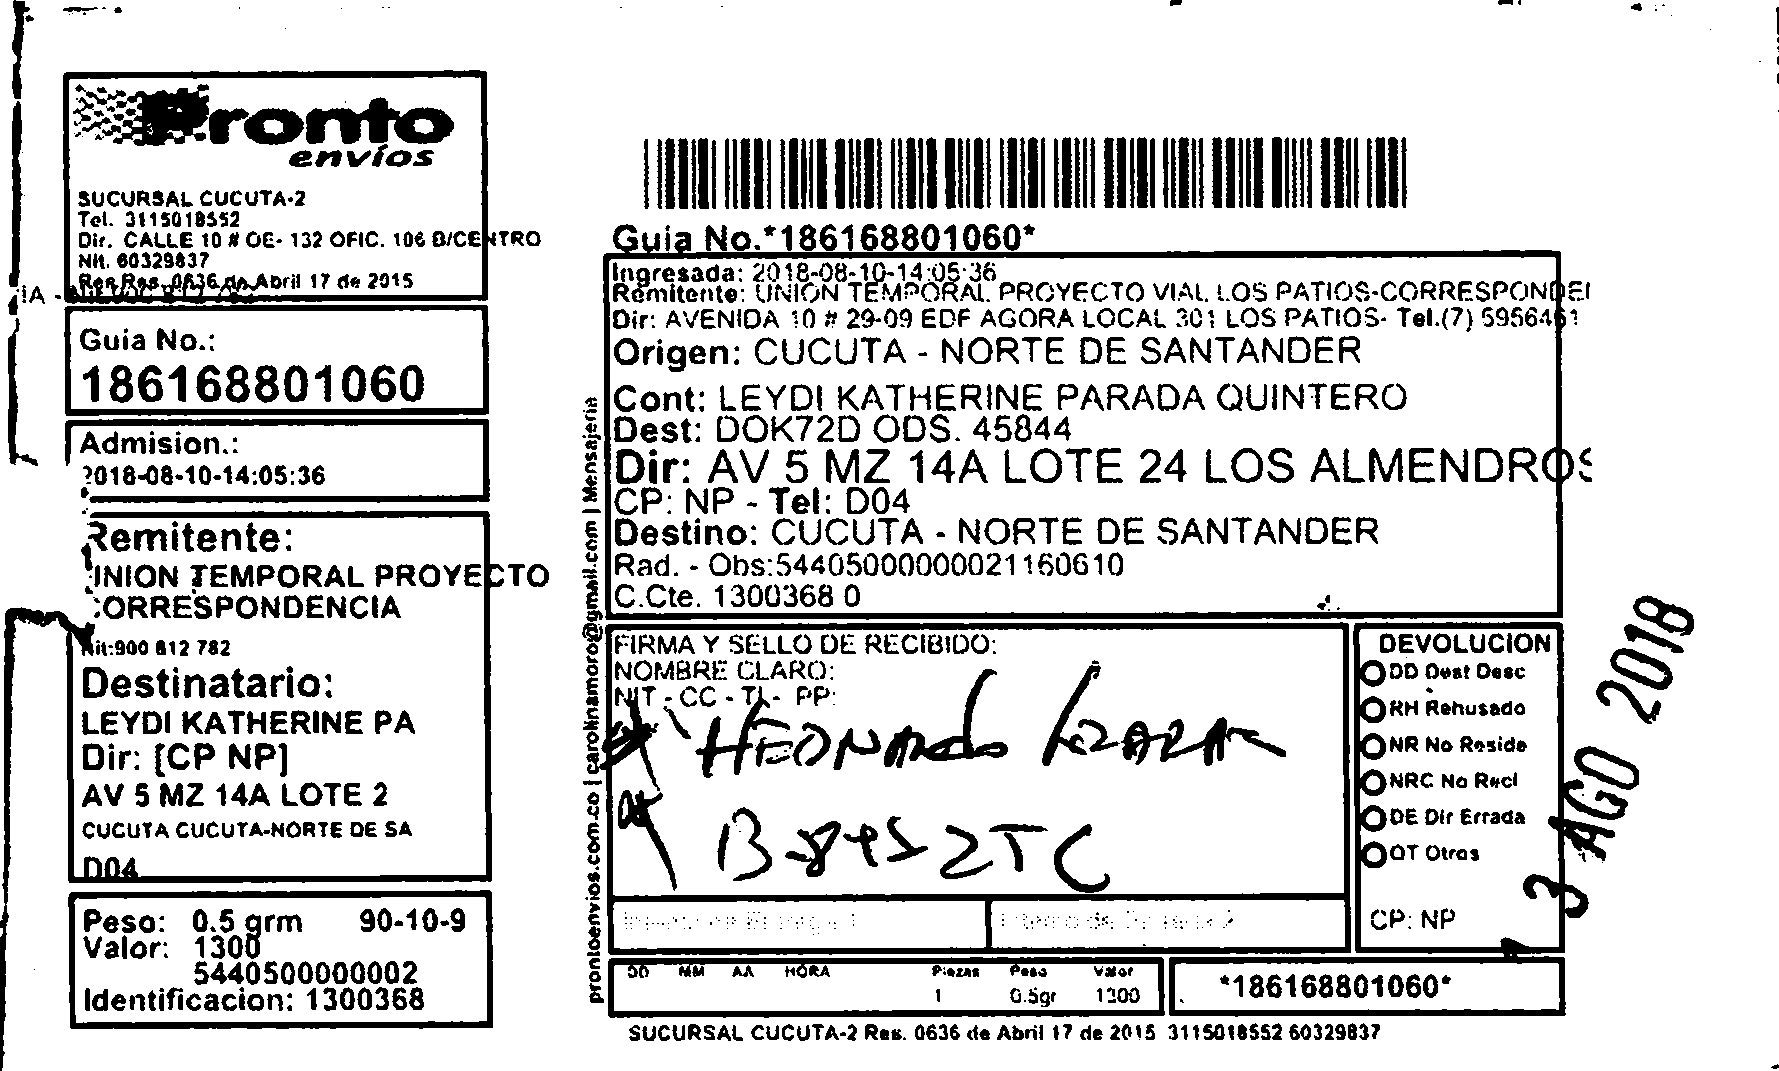 Pronto
envíos
SUCURSAL CUCUTA-2
Tel. 3115018552
Dir. CALLE 10 # OE- 132 OFIC. 106 B/CENTRO
Nit. 60329837
Res. 0636 de Abril 17 de 2015
Guia No.:
186168801060
Admision.:
2018-08-10-14:05:36
Remitente:
UNION TEMPORAL PROYECTO
CORRESPONDENCIA
Nit:900 812 782
Destinatario:
LEYDI KATHERINE PA
Dir: [CP NP]
AV 5 MZ 14A LOTE 2
CUCUTA CUCUTA-NORTE DE SA
D04
Peso: 0.5 grm 90-10-9
Valor: 1300
5440500000002
Identificacion: 1300368
prontoenvios.com.co | carolinamoro@gmail.com | Mensajeria
Guia No.*186168801060*
Ingresada: 2018-08-10-14:05:36
Remitente: UNION TEMPORAL PROYECTO VIAL LOS PATIOS-CORRESPONDEI
Dir: AVENIDA 10 # 29-09 EDF AGORA LOCAL 301 LOS PATIOS- Tel.(7) 5956461
Origen: CUCUTA - NORTE DE SANTANDER
Cont: LEYDI KATHERINE PARADA QUINTERO
Dest: DOK72D ODS. 45844
Dir: AV 5 MZ 14A LOTE 24 LOS ALMENDROS
CP: NP - Tel: D04
Destino: CUCUTA - NORTE DE SANTANDER
Rad. - Obs:54405000000021160610
C.Cte. 1300368 0
FIRMA Y SELLO DE RECIBIDO:
NOMBRE CLARO:
NIT - CC - TI - PP:
DEVOLUCION
DD Dest Desc
RH Rehusado
NR No Reside
NRC No Recl
DE Dir Errada
OT Otros
CP: NP
3 AGO 2018
DD MM AA HORA Piezas Peso Valor
1 0.5gr 1300
*186168801060*
SUCURSAL CUCUTA-2 Res. 0636 de Abril 17 de 2015 3115018552 60329837